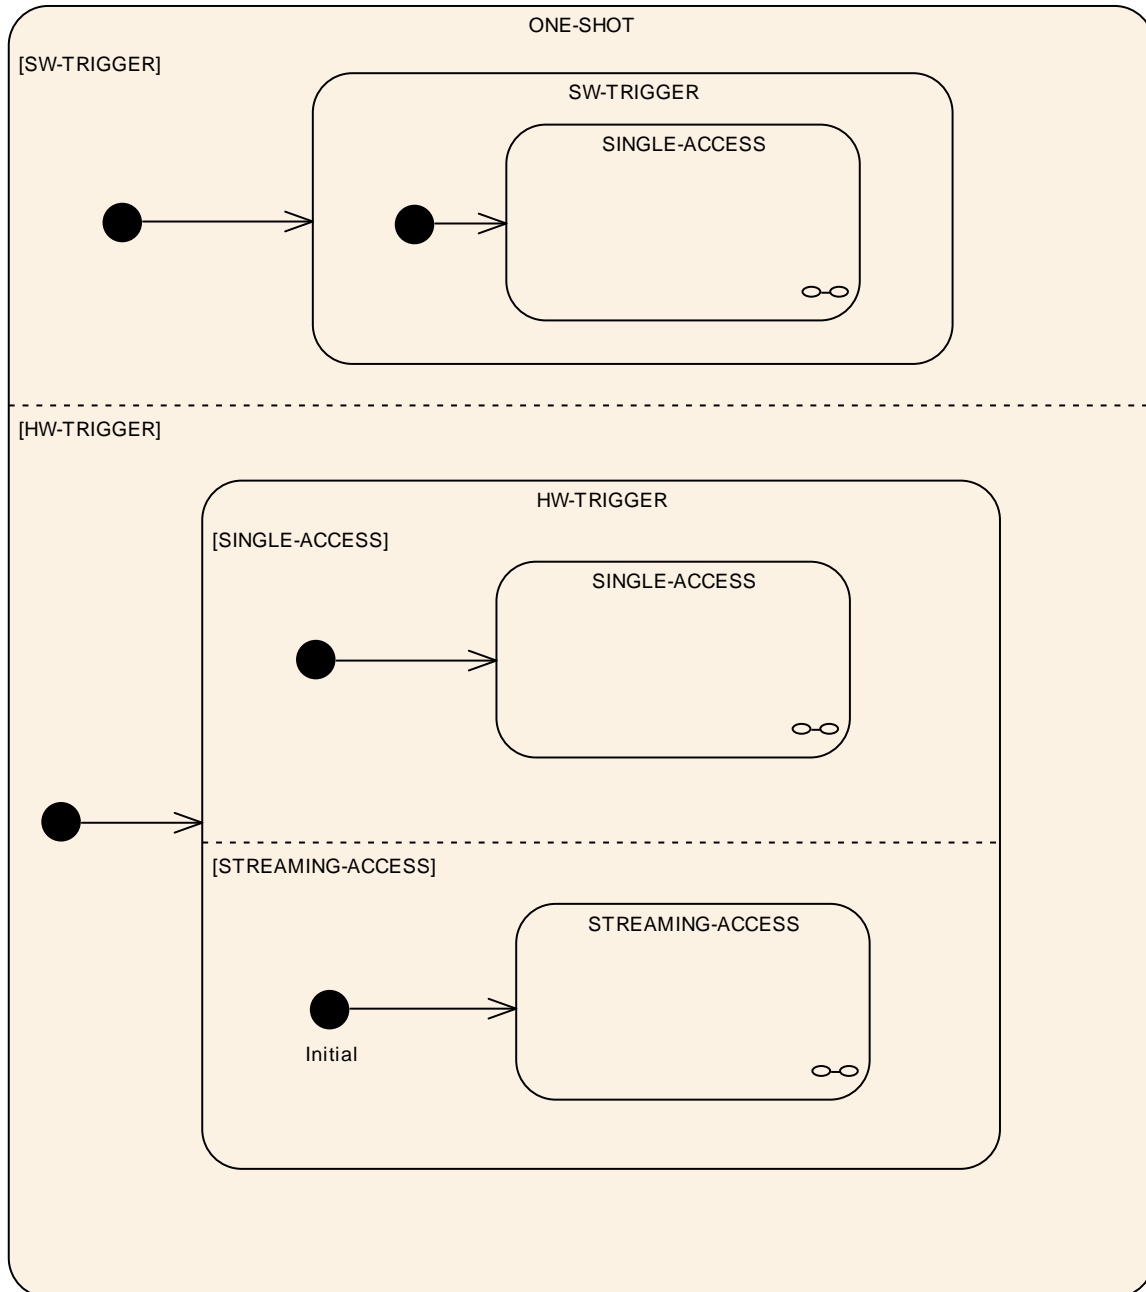 ONE-SHOT
[SW-TRIGGER]
SW-TRIGGER
SINGLE-ACCESS
[HW-TRIGGER]
HW-TRIGGER
[SINGLE-ACCESS]
SINGLE-ACCESS
[STREAMING-ACCESS]
STREAMING-ACCESS
Initial